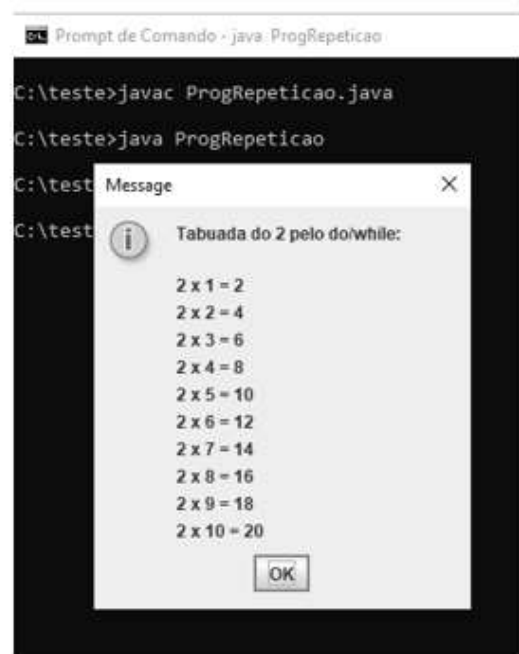 Prompt de Comando - java ProgRepeticao
C:\teste>javac ProgRepeticao.java
C:\teste>java ProgRepeticao
C:\test
C:\test
Message
Tabuada do 2 pelo do/while:
2 x 1 = 2
2 x 2 = 4
2 x 3 = 6
2 x 4 = 8
2 x 5 = 10
2 x 6 = 12
2 x 7 = 14
2 x 8 = 16
2 x 9 = 18
2 x 10 = 20
OK